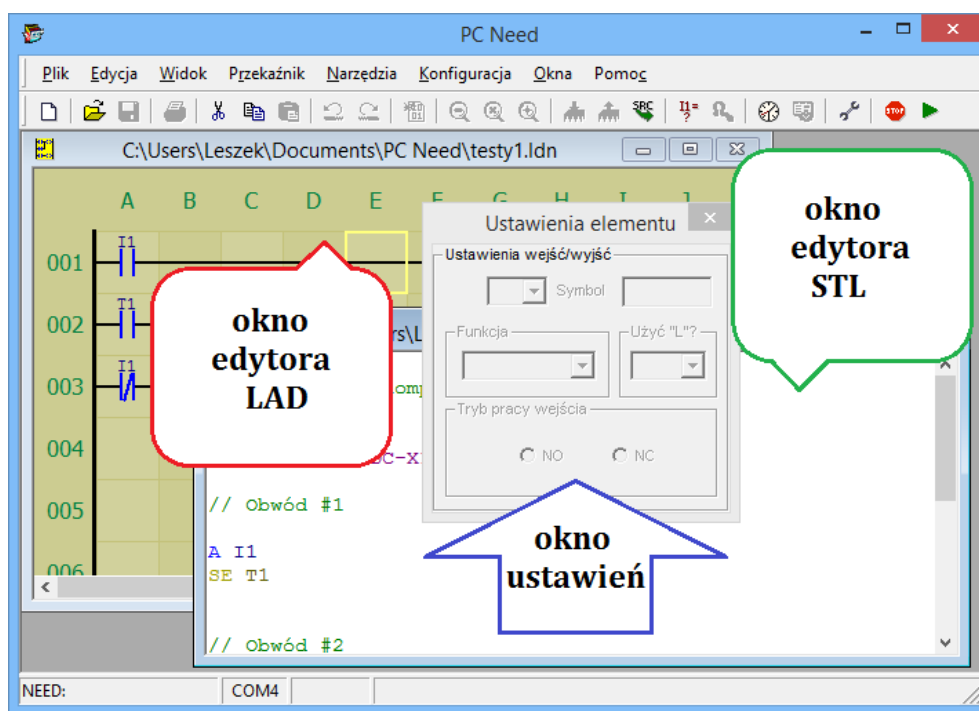 PC Need
Plik Edycja Widok Przekaźnik Narzędzia Konfiguracja Okna Pomoc
C:\Users\Leszek\Documents\PC Need\testy1.ldn
A B C D E F G H I J
Ustawienia elementu
Ustawienia wejść/wyjść
Symbol
Funkcja
Użyć "L"?
Tryb pracy wejścia
NO NC
001 I1
002 I1
003 I1
004
005
006
okno
edytora
LAD
okno
edytora
STL
okno
ustawień
// Obwód #1
A I1
SE T1
// Obwód #2
NEED: COM4